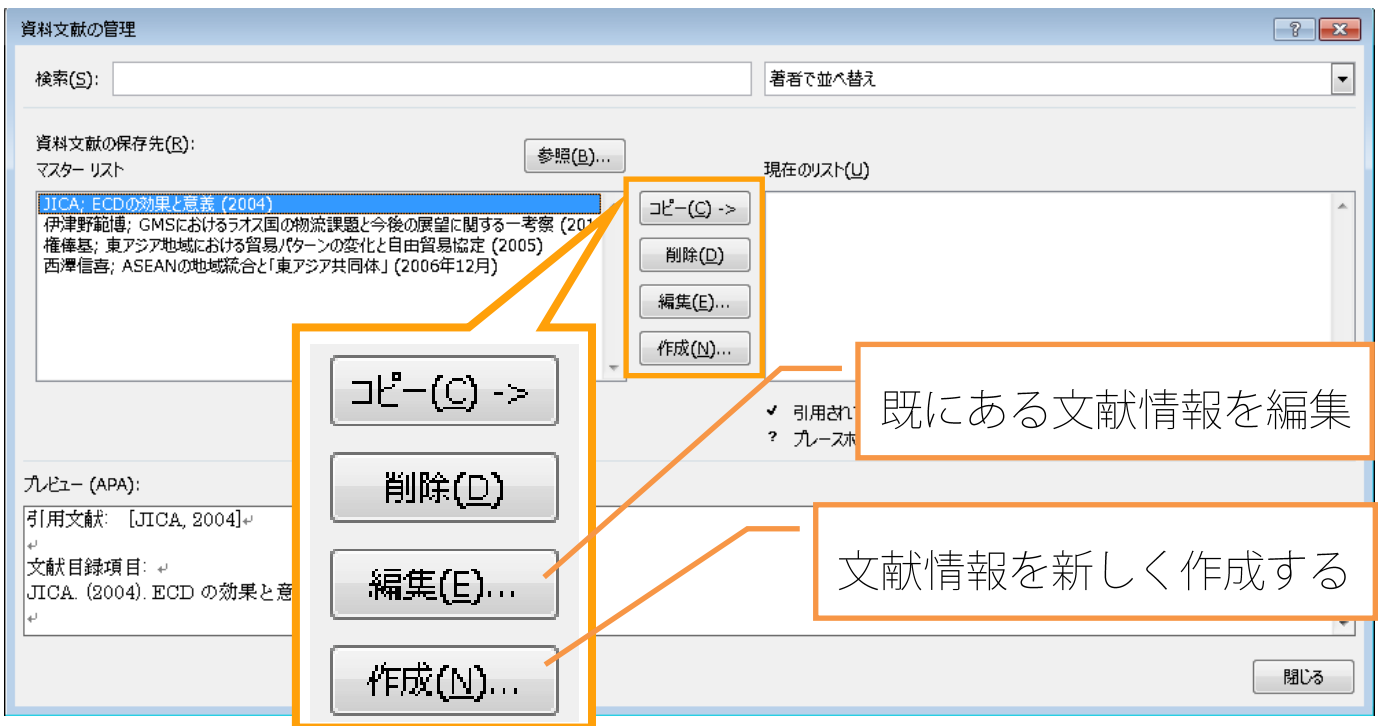 資料文献の管理
検索(S):
著者で並べ替え
資料文献の保存先(R):
マスター リスト
参照(B)...
現在のリスト(U)
JICA; ECDの効果と意義 (2004)
伊津野範博; GMSにおけるラオス国の物流課題と今後の展望に関する一考察 (201
権俸基; 東アジア地域における貿易パターンの変化と自由貿易協定 (2005)
西澤信善; ASEANの地域統合と「東アジア共同体」 (2006年12月)
コピー(C) ->
削除(D)
編集(E)...
作成(N)...
コピー(C) ->
削除(D)
編集(E)...
作成(N)...
既にある文献情報を編集
文献情報を新しく作成する
✓ 引用され
? プレースホ
プレビュー (APA):
引用文献: [JICA, 2004]↵
↵
文献目録項目: ↵
JICA. (2004). ECD の効果と意
↵
閉じる